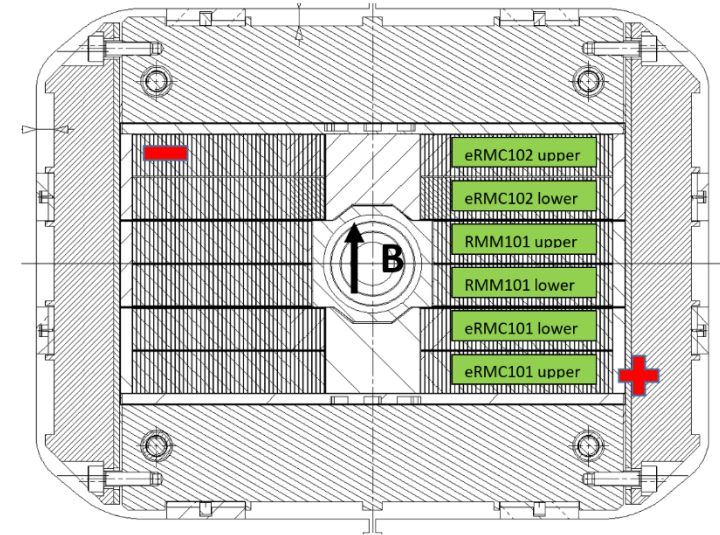 eRMC102 upper
eRMC102 lower
RMM101 upper
B
RMM101 lower
eRMC101 lower
eRMC101 upper